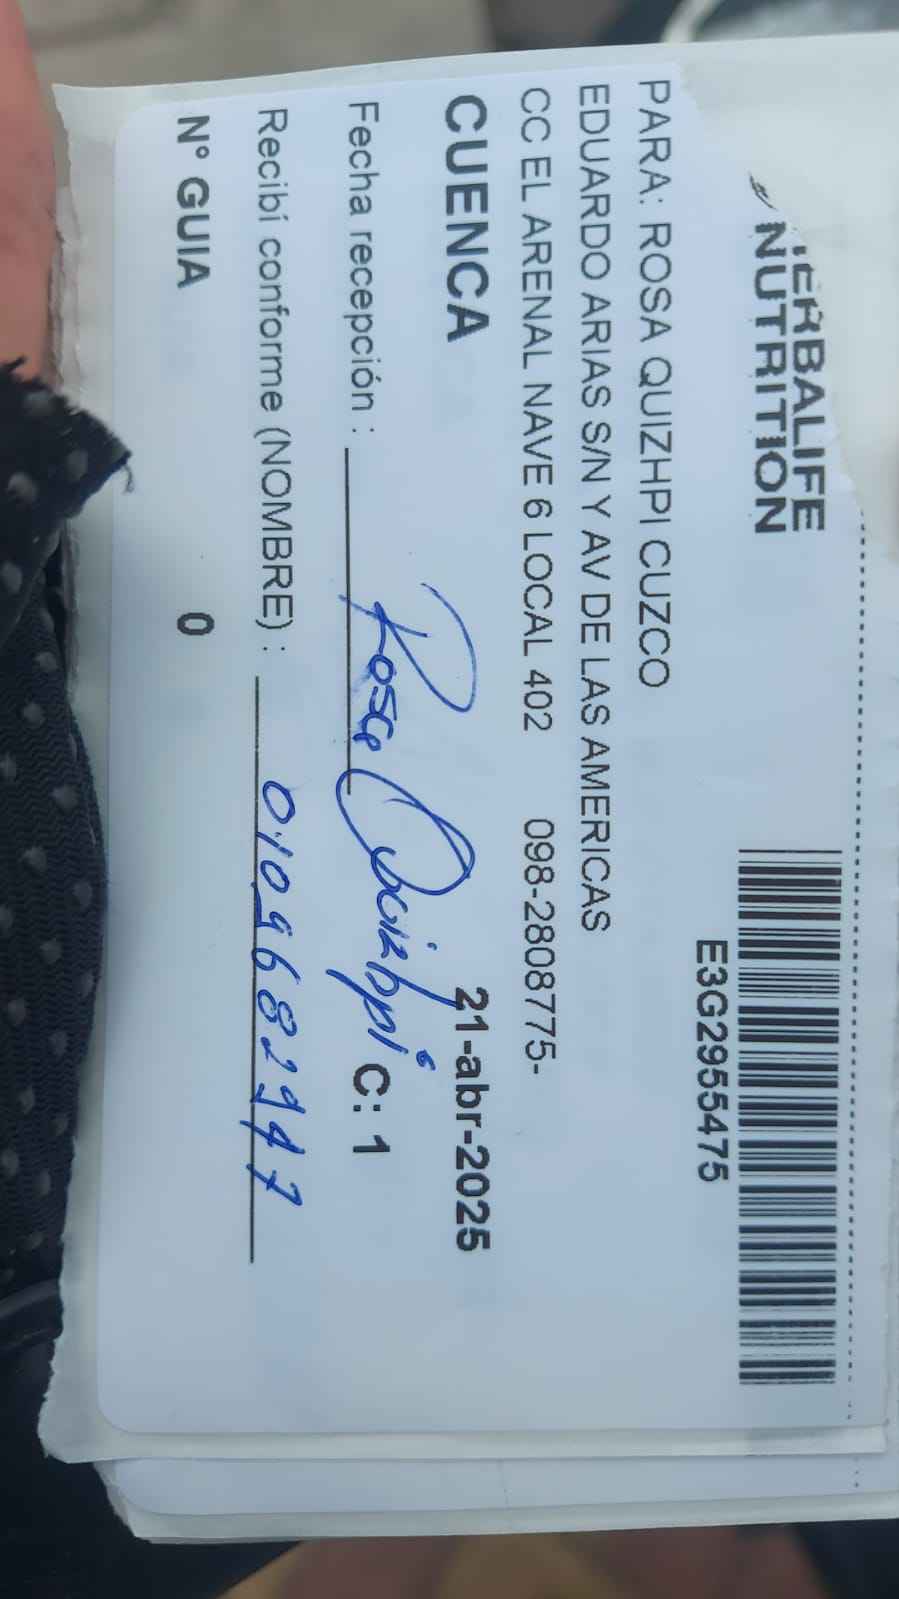 HERBALIFE
NUTRITION
E3G2955475
PARA: ROSA QUIZHPI CUZCO
EDUARDO ARIAS S/N Y AV DE LAS AMERICAS
CC EL ARENAL NAVE 6 LOCAL 402 098-2808775-
CUENCA 21-abr-2025
Fecha recepción : Rosa Quizhpi C: 1
Recibí conforme (NOMBRE) :
N° GUIA 0